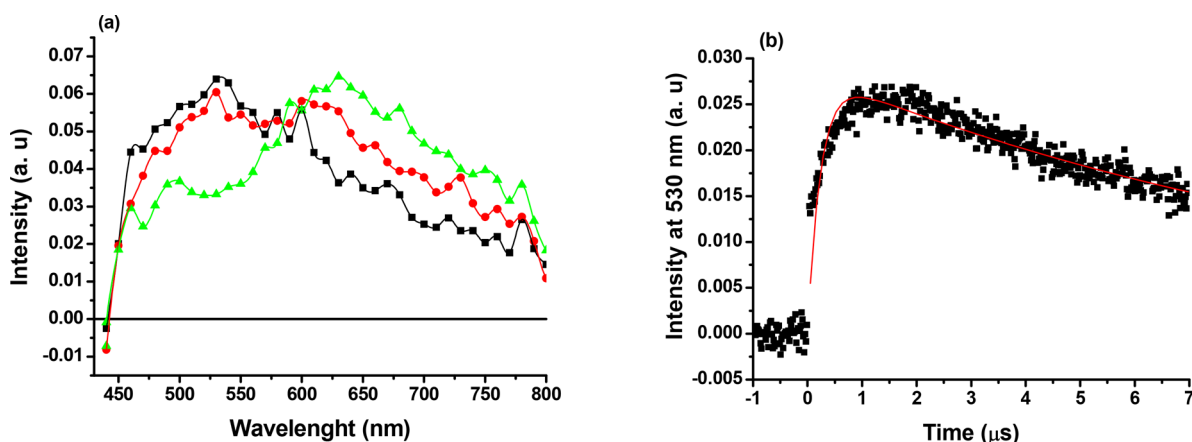 (a)
0.07
0.06
0.05
0.04
0.03
0.02
0.01
0.00
-0.01
Intensity (a. u)
450 500 550 600 650 700 750 800
Wavelenght (nm)
(b)
0.030
0.025
0.020
0.015
0.010
0.005
0.000
-0.005
Intensity at 530 nm (a. u)
-1 0 1 2 3 4 5 6 7
Time (μs)